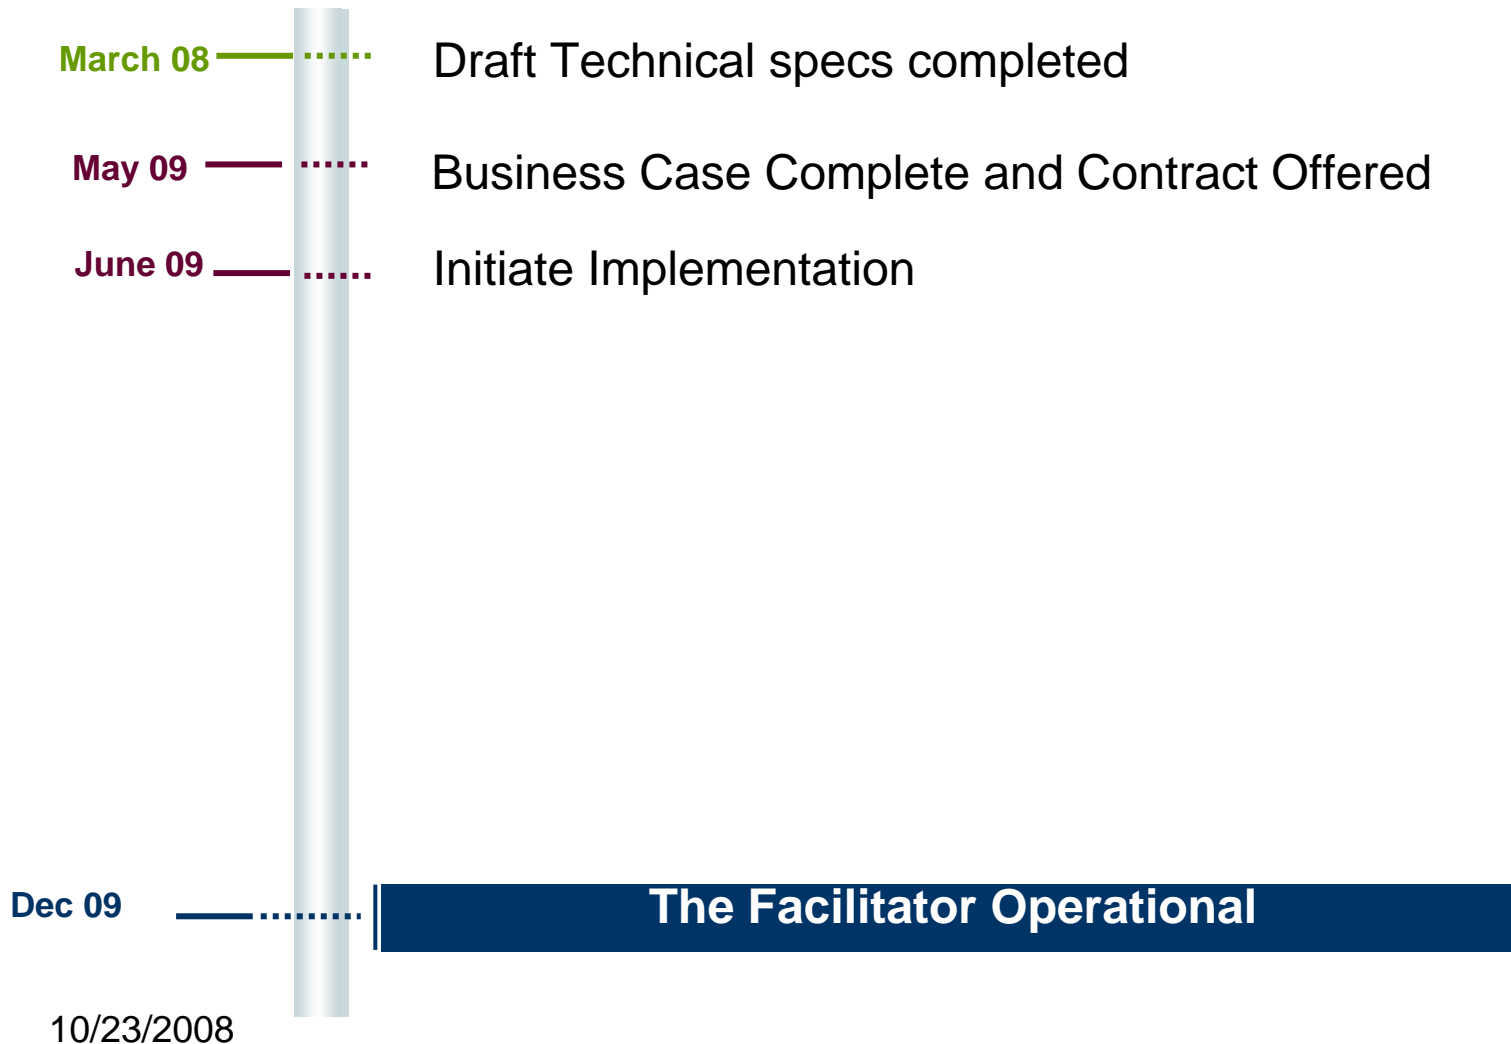 March 08 Draft Technical specs completed
May 09 Business Case Complete and Contract Offered
June 09 Initiate Implementation
Dec 09 The Facilitator Operational
10/23/2008